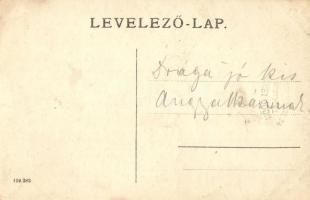 LEVELEZŐ-LAP.
Drága jó kis
Angyalkámnak